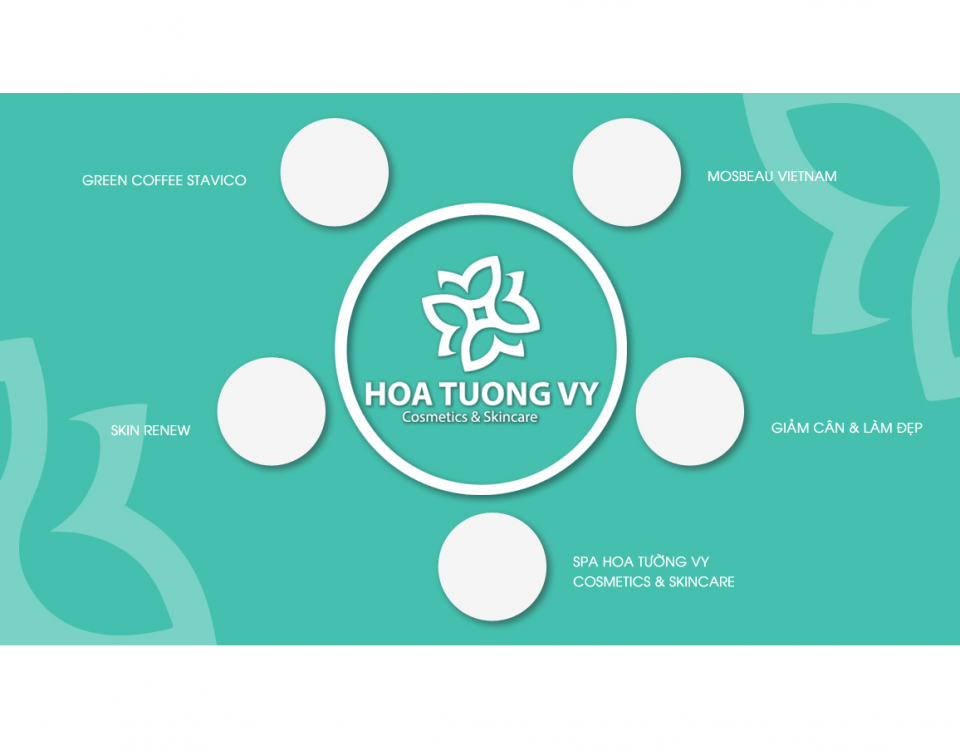 GREEN COFFEE STAVICO
MOSBEAU VIETNAM
HOA TUONG VY
Cosmetics & Skincare
SKIN RENEW
GIẢM CÂN & LÀM ĐẸP
SPA HOA TƯỜNG VY
COSMETICS & SKINCARE